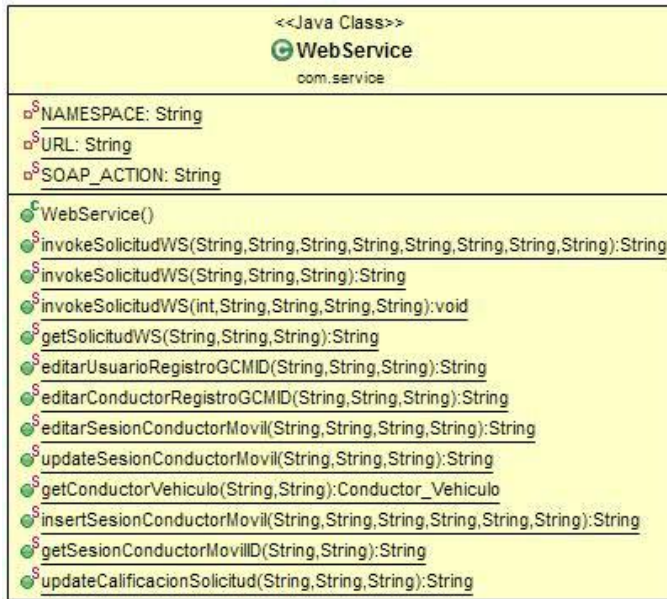 <<Java Class>>
WebService
com.service
NAMESPACE: String
URL: String
SOAP_ACTION: String
WebService()
invokeSolicitudWS(String,String,String,String,String,String,String,String):String
invokeSolicitudWS(String,String,String):String
invokeSolicitudWS(int,String,String,String,String):void
getSolicitudWS(String,String,String):String
editarUsuarioRegistroGCMID(String,String,String):String
editarConductorRegistroGCMID(String,String,String):String
editarSesionConductorMovil(String,String,String,String):String
updateSesionConductorMovil(String,String,String):String
getConductorVehiculo(String,String):Conductor_Vehiculo
insertSesionConductorMovil(String,String,String,String,String,String):String
getSesionConductorMovilID(String,String):String
updateCalificacionSolicitud(String,String,String):String